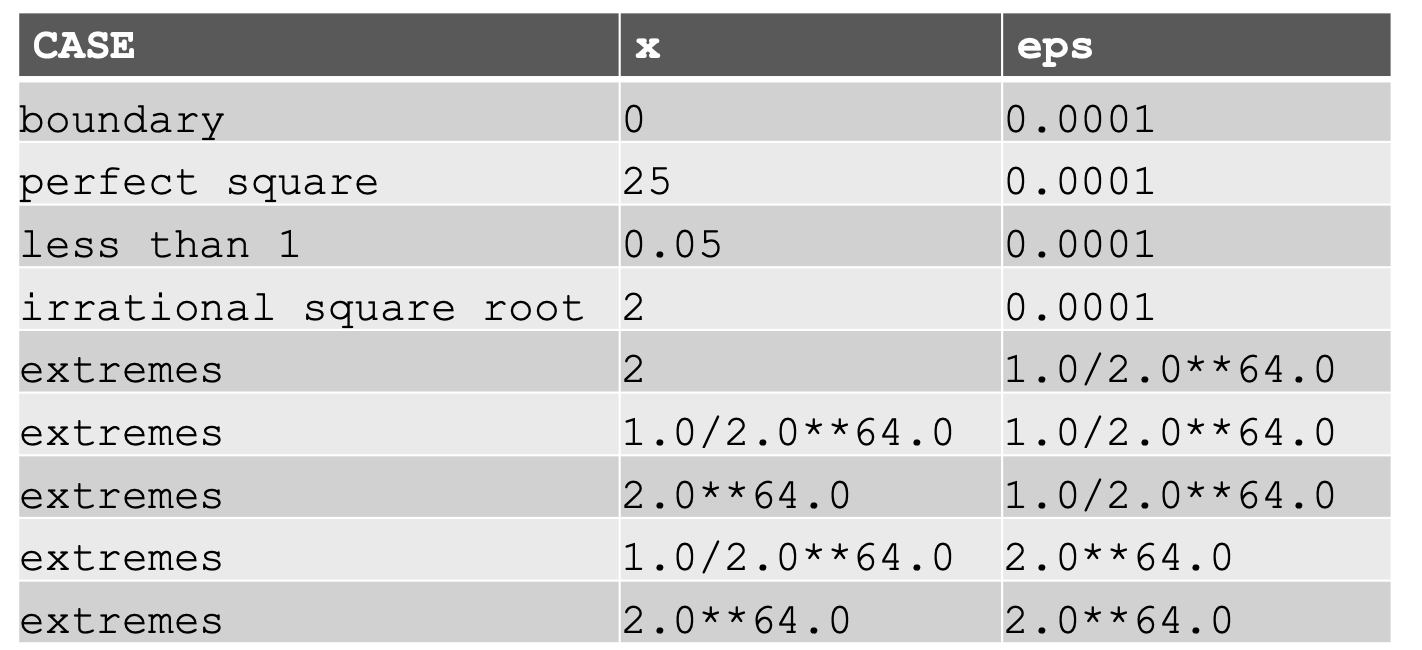 CASE x eps
boundary 0 0.0001
perfect square 25 0.0001
less than 1 0.05 0.0001
irrational square root 2 0.0001
extremes 2 1.0/2.0**64.0
extremes 1.0/2.0**64.0 1.0/2.0**64.0
extremes 2.0**64.0 1.0/2.0**64.0
extremes 1.0/2.0**64.0 2.0**64.0
extremes 2.0**64.0 2.0**64.0